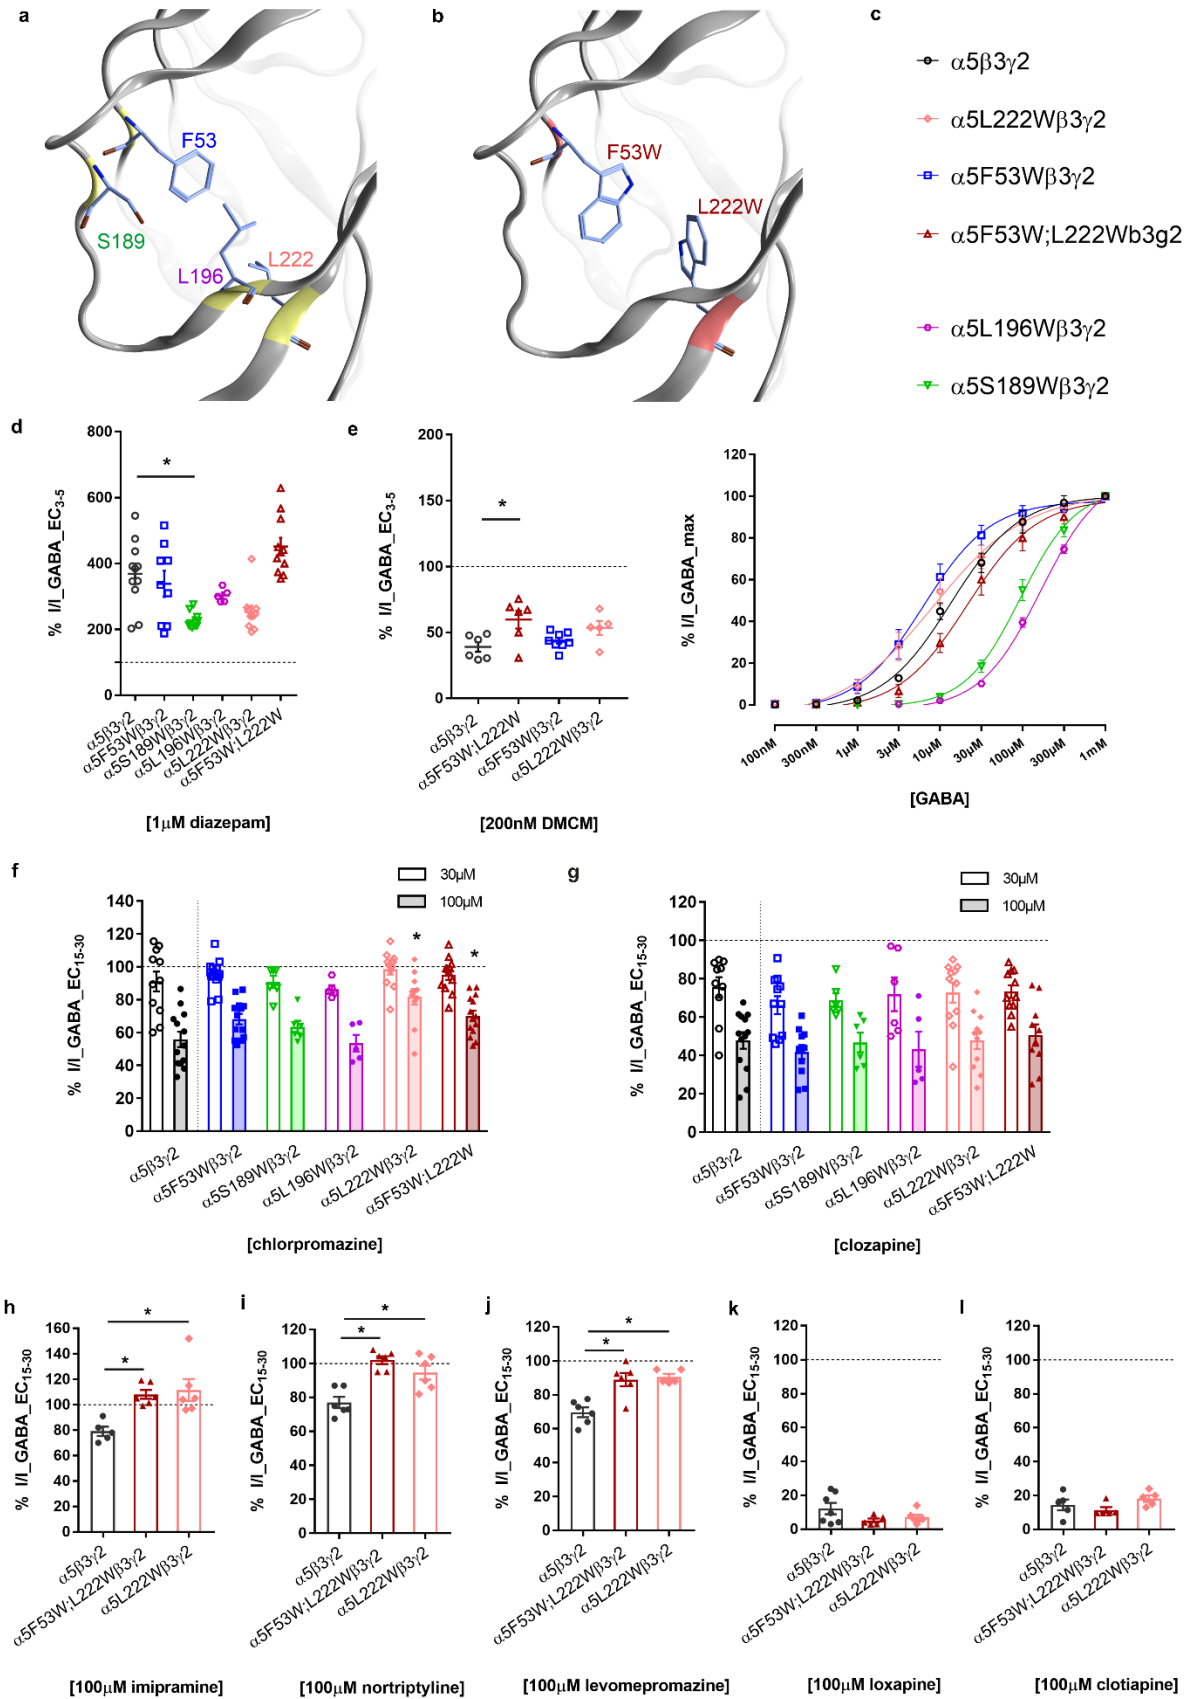 a
b
c
F53
S189
L196
L222
F53W
L222W
α5β3γ2
α5L222Wβ3γ2
α5F53Wβ3γ2
α5F53W;L222Wb3g2
α5L196Wβ3γ2
α5S189Wβ3γ2
d
% I/I_GABA_EC3-5
800
600
400
200
0
*
α5β3γ2
α5F53Wβ3γ2
α5S189Wβ3γ2
α5L196Wβ3γ2
α5L222Wβ3γ2
α5F53W;L222W
[1µM diazepam]
e
% I/I_GABA_EC3-5
200
150
100
50
0
*
α5β3γ2
α5F53W;L222W
α5F53Wβ3γ2
α5L222Wβ3γ2
[200nM DMCM]
% I/I_GABA_max
120
100
80
60
40
20
0
100nM
300nM
1µM
3µM
10µM
30µM
100µM
300µM
1mM
[GABA]
f
30µM
100µM
% I/I_GABA_EC15-30
140
120
100
80
60
40
20
0
*
*
α5β3γ2
α5F53Wβ3γ2
α5S189Wβ3γ2
α5L196Wβ3γ2
α5L222Wβ3γ2
α5F53W;L222W
[chlorpromazine]
g
30µM
100µM
% I/I_GABA_EC15-30
120
100
80
60
40
20
0
α5β3γ2
α5F53Wβ3γ2
α5S189Wβ3γ2
α5L196Wβ3γ2
α5L222Wβ3γ2
α5F53W;L222W
[clozapine]
h
% I/I_GABA_EC15-30
160
140
120
100
80
60
40
20
0
*
*
α5β3γ2
α5F53W;L222Wβ3γ2
α5L222Wβ3γ2
[100µM imipramine]
i
% I/I_GABA_EC15-30
120
100
80
60
40
20
0
*
*
α5β3γ2
α5F53W;L222Wβ3γ2
α5L222Wβ3γ2
[100µM nortriptyline]
j
% I/I_GABA_EC15-30
120
100
80
60
40
20
0
*
*
α5β3γ2
α5F53W;L222Wβ3γ2
α5L222Wβ3γ2
[100µM levomepromazine]
k
% I/I_GABA_EC15-30
120
100
80
60
40
20
0
α5β3γ2
α5F53W;L222Wβ3γ2
α5L222Wβ3γ2
[100µM loxapine]
l
% I/I_GABA_EC15-30
120
100
80
60
40
20
0
α5β3γ2
α5F53W;L222Wβ3γ2
α5L222Wβ3γ2
[100µM clotiapine]